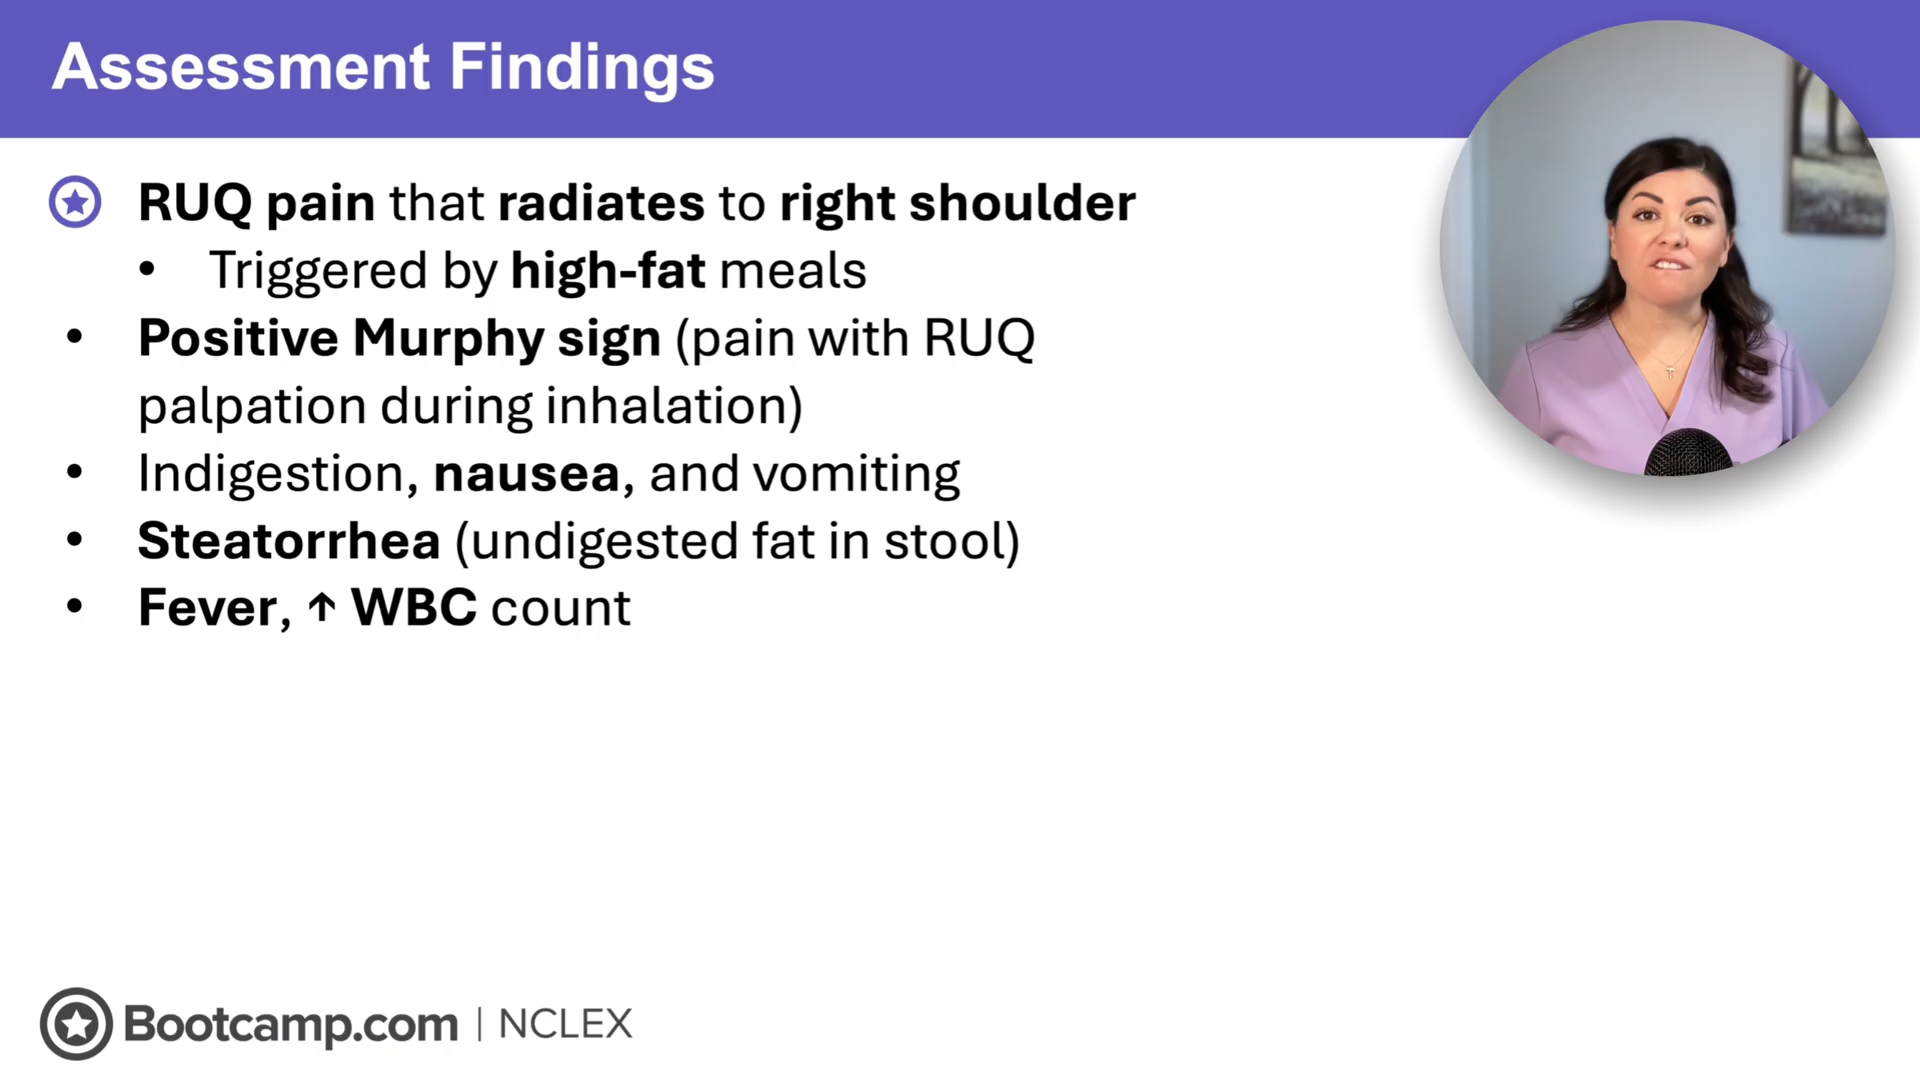 Assessment Findings
RUQ pain that radiates to right shoulder
• Triggered by high-fat meals
• Positive Murphy sign (pain with RUQ
palpation during inhalation)
• Indigestion, nausea, and vomiting
• Steatorrhea (undigested fat in stool)
• Fever, ↑ WBC count
Bootcamp.com | NCLEX